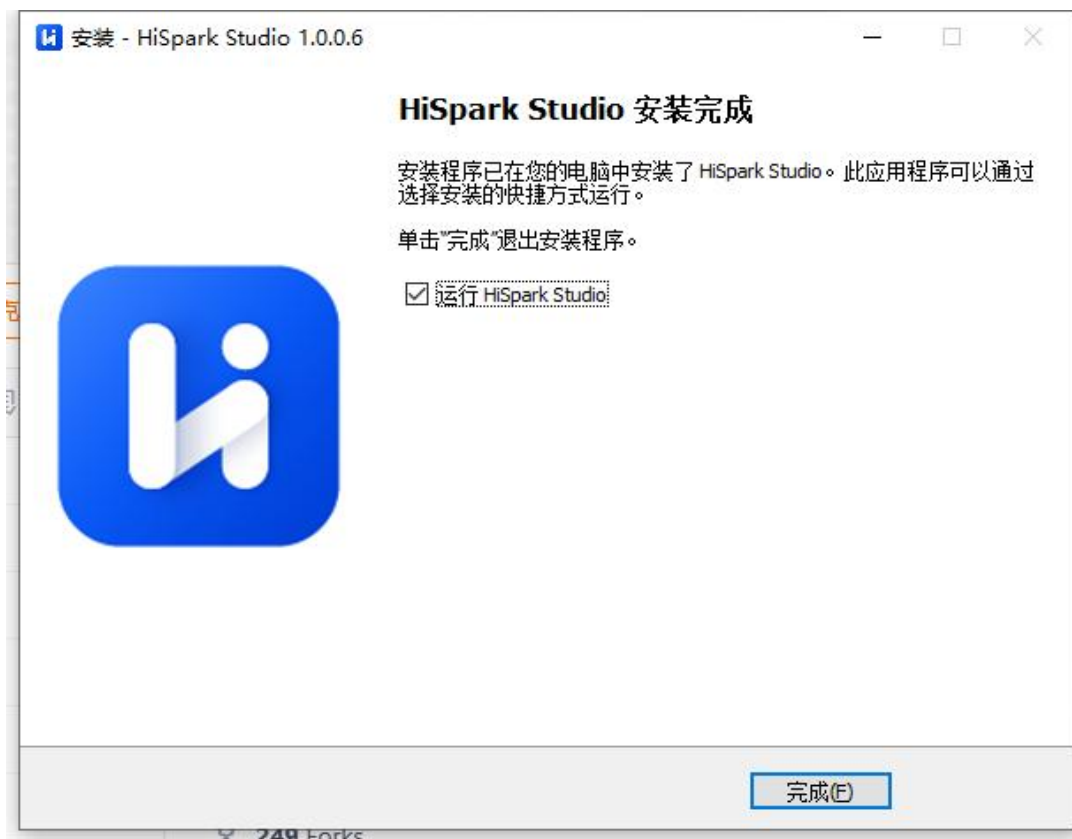 安装 - HiSpark Studio 1.0.0.6
HiSpark Studio 安装完成
安装程序已在您的电脑中安装了 HiSpark Studio。此应用程序可以通过
选择安装的快捷方式运行。
单击“完成”退出安装程序。
运行 HiSpark Studio
完成(F)
249 Forks